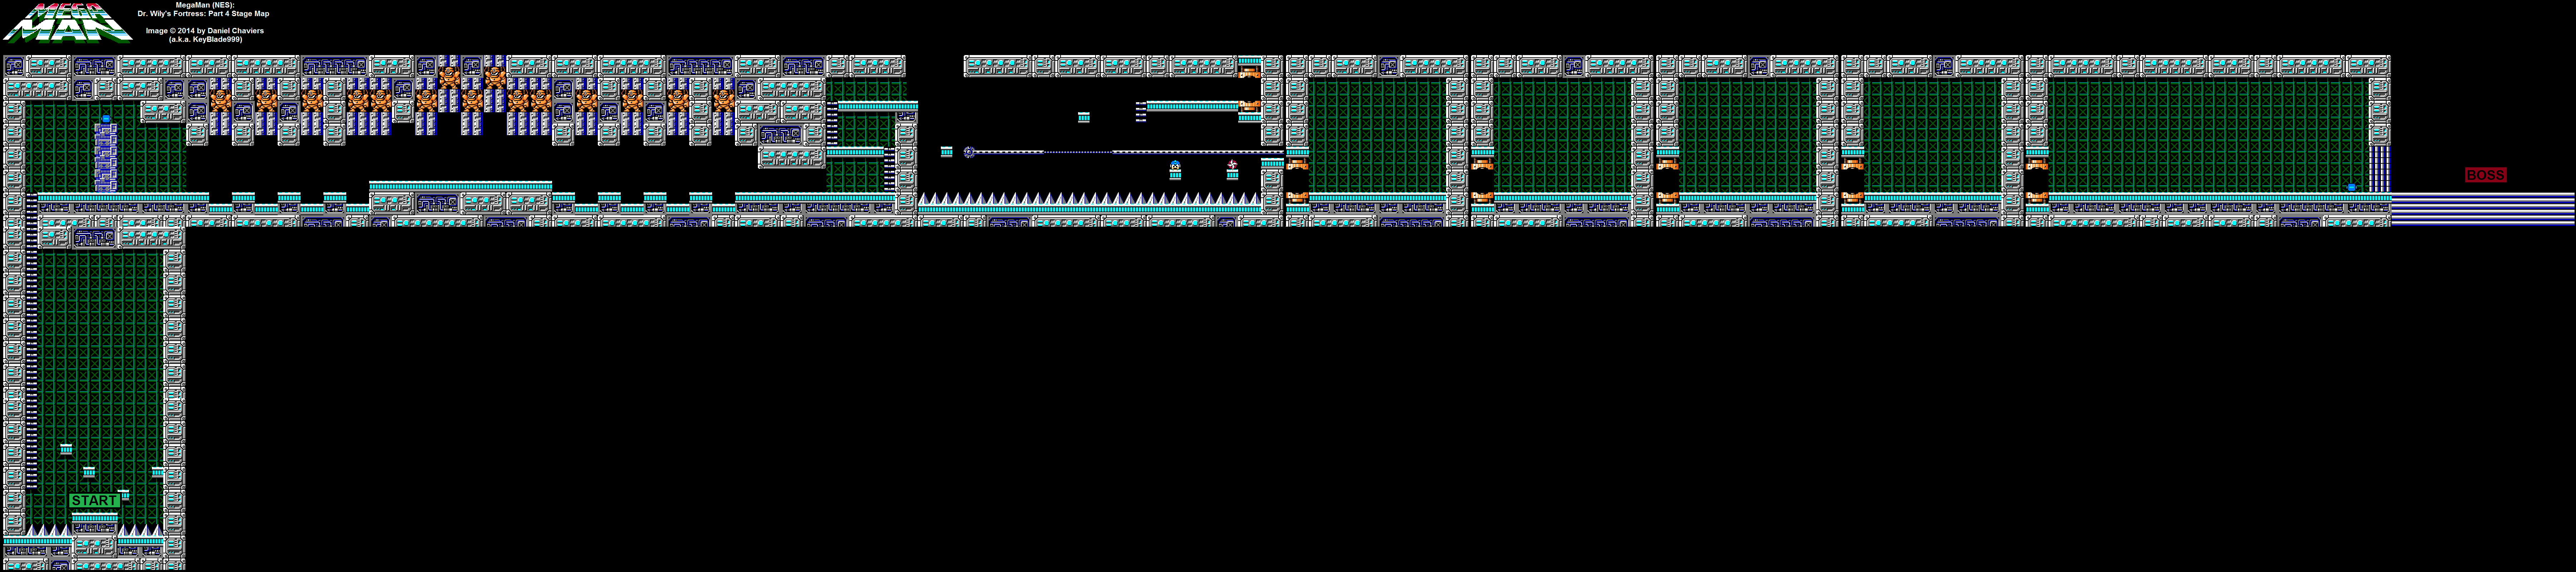 MEGA
MAN
MegaMan (NES):
Dr. Wily's Fortress: Part 4 Stage Map
Image © 2014 by Daniel Chaviers
(a.k.a. KeyBlade999)
BOSS
START